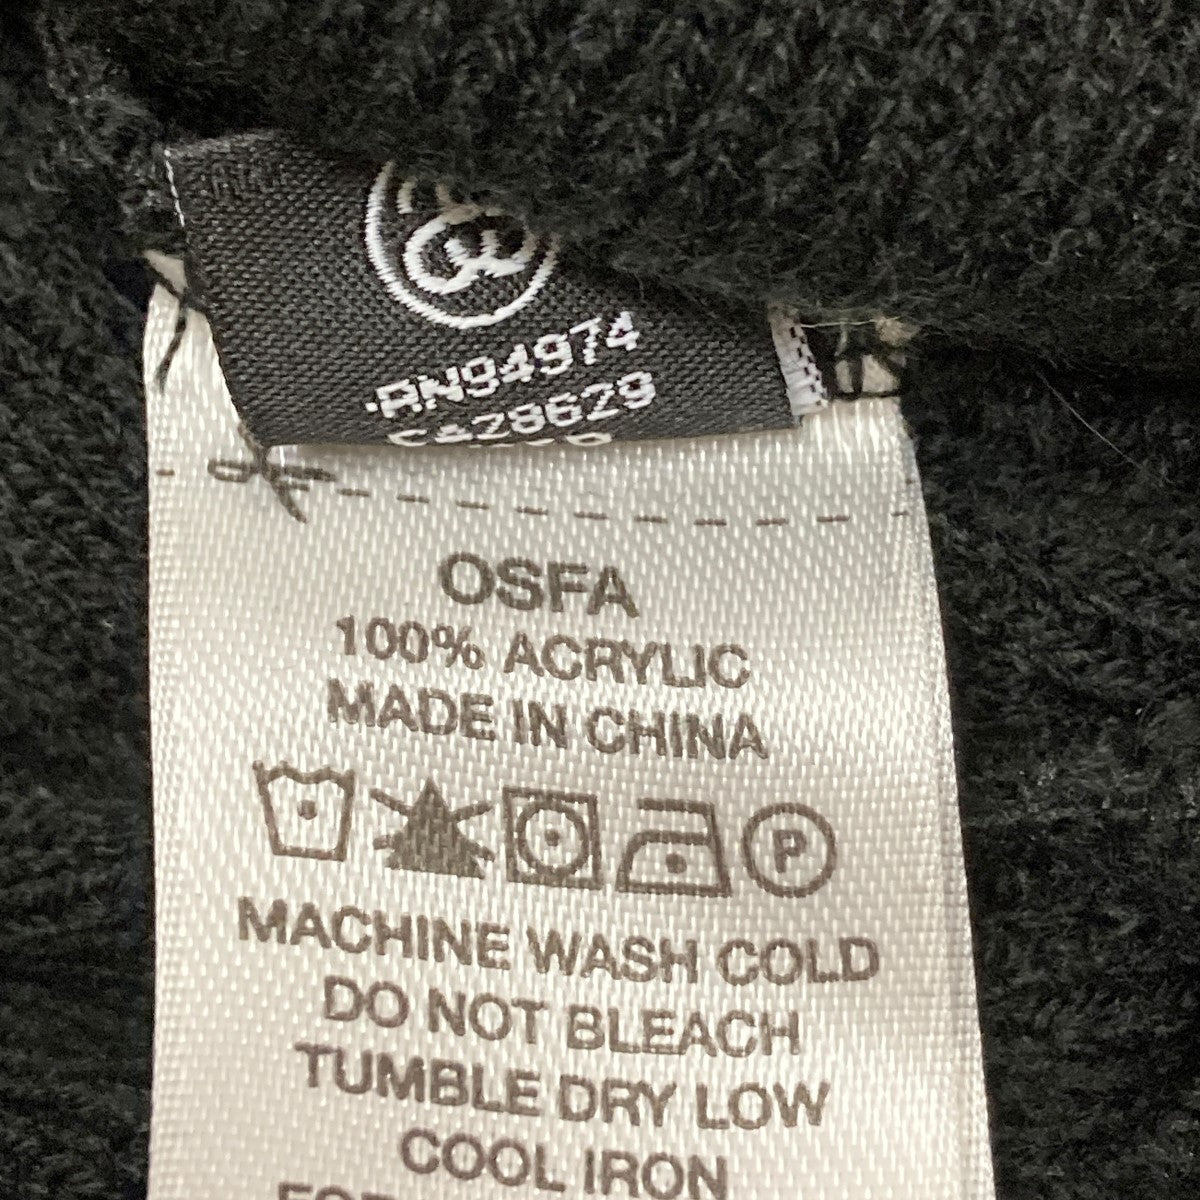 RN94974
CA28629
OSFA
100% ACRYLIC
MADE IN CHINA
P
MACHINE WASH COLD
DO NOT BLEACH
TUMBLE DRY LOW
COOL IRON